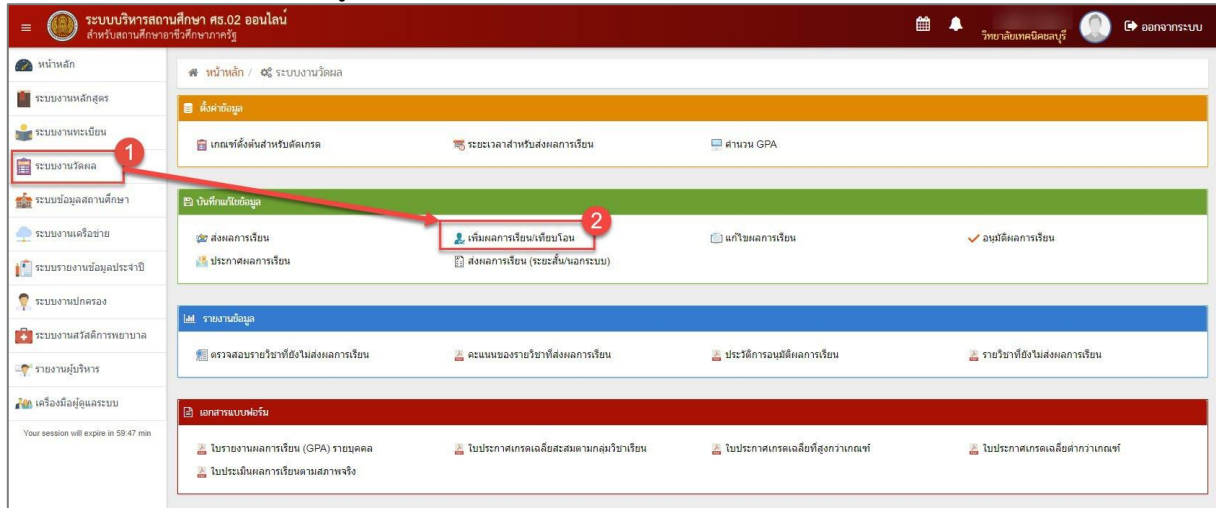 ระบบบริหารสถานศึกษา ศธ.02 ออนไลน์
สำหรับสถานศึกษาอาชีวศึกษาภาครัฐ
วิทยาลัยเทคนิคชลบุรี
ออกจากระบบ
หน้าหลัก
ระบบงานหลักสูตร
ระบบงานทะเบียน
1
ระบบงานวัดผล
ระบบข้อมูลสถานศึกษา
ระบบงานเครือข่าย
ระบบรายงานข้อมูลประจำปี
ระบบงานปกครอง
ระบบงานสวัสดิการพยาบาล
รายงานผู้บริหาร
เครื่องมือผู้ดูแลระบบ
Your session will expire in 59:47 min
หน้าหลัก / ระบบงานวัดผล
ตั้งค่าข้อมูล
เกณฑ์ตั้งต้นสำหรับตัดเกรด ระยะเวลาสำหรับส่งผลการเรียน คำนวน GPA
บันทึกแก้ไขข้อมูล
2
ส่งผลการเรียน เพิ่มผลการเรียน/เทียบโอน แก้ไขผลการเรียน อนุมัติผลการเรียน
ประกาศผลการเรียน ส่งผลการเรียน (ระยะสั้น/นอกระบบ)
รายงานข้อมูล
ตรวจสอบรายวิชาที่ยังไม่ส่งผลการเรียน คะแนนของรายวิชาที่ส่งผลการเรียน ประวัติการอนุมัติผลการเรียน รายวิชาที่ยังไม่ส่งผลการเรียน
เอกสารแบบฟอร์ม
ใบรายงานผลการเรียน (GPA) รายบุคคล ใบประกาศเกรดเฉลี่ยสะสมตามกลุ่มวิชาเรียน ใบประกาศเกรดเฉลี่ยที่สูงกว่าเกณฑ์ ใบประกาศเกรดเฉลี่ยต่ำกว่าเกณฑ์
ใบประเมินผลการเรียนตามสภาพจริง